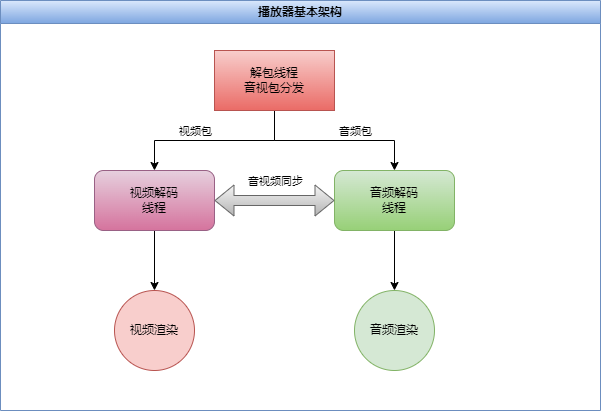 播放器基本架构
解包线程
音视包分发
视频包
音频包
视频解码
线程
音视频同步
音频解码
线程
视频渲染
音频渲染